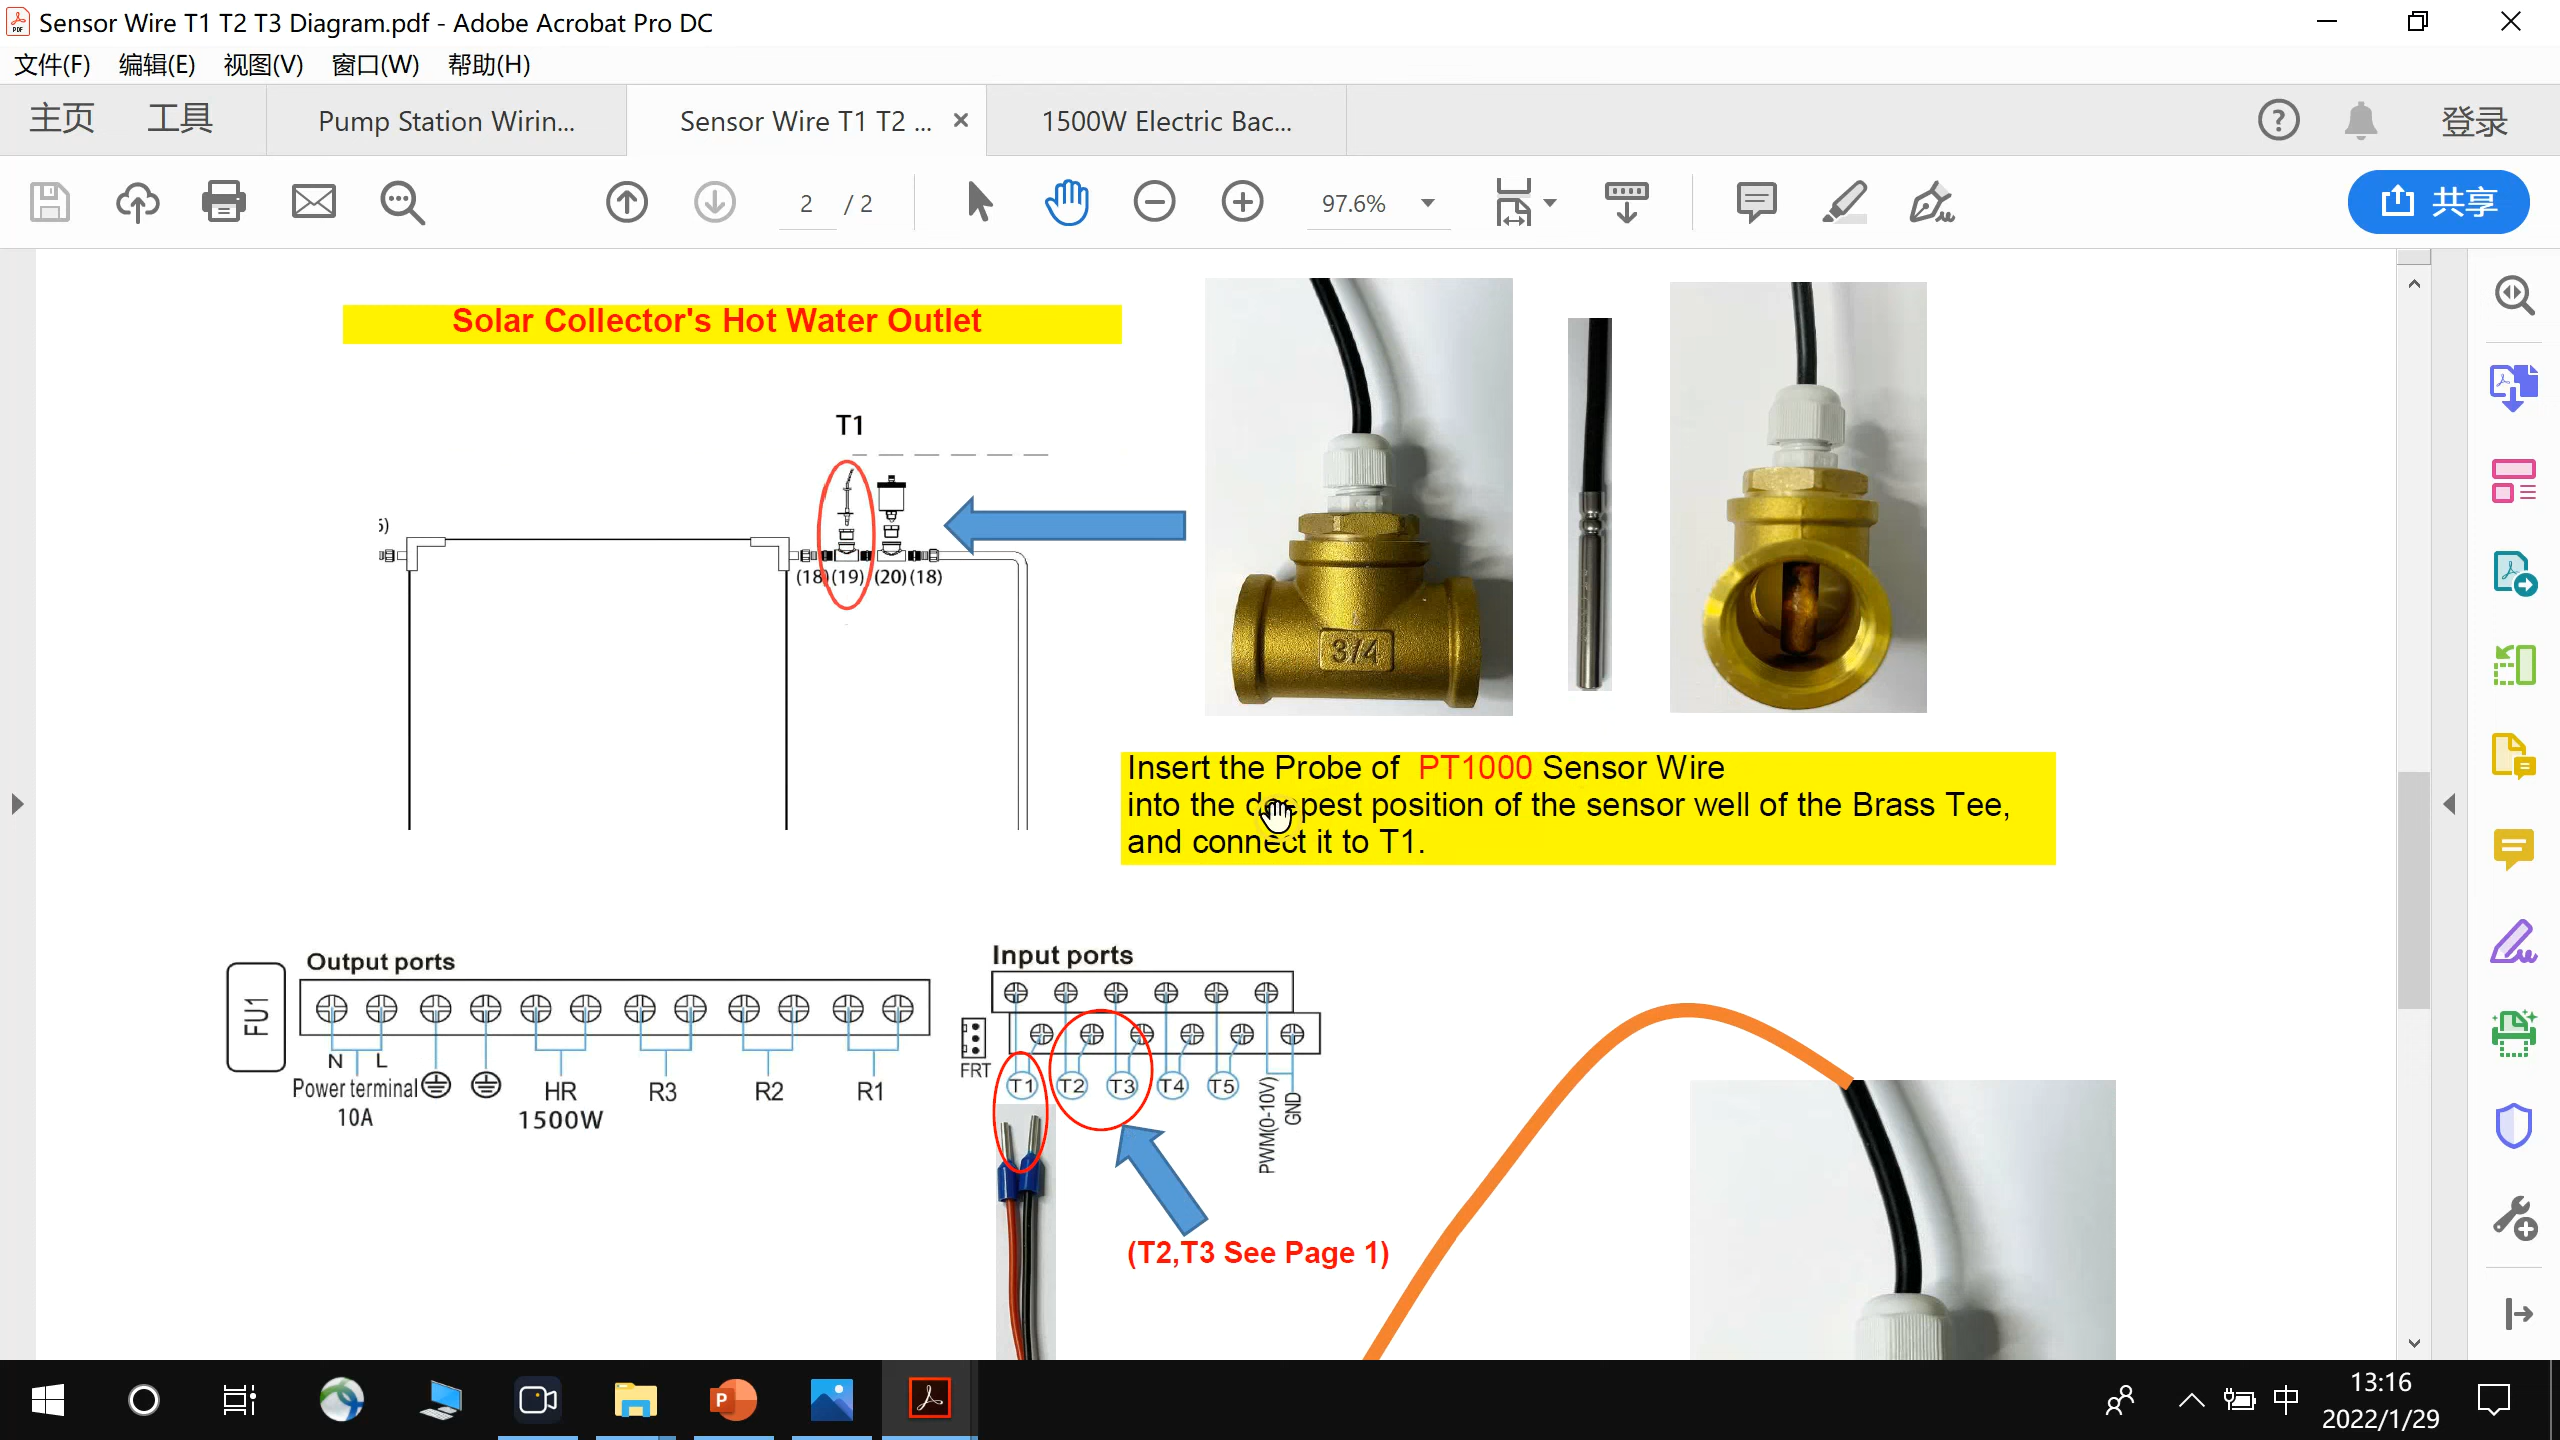 Sensor Wire T1 T2 T3 Diagram.pdf - Adobe Acrobat Pro DC
文件(F) 编辑(E) 视图(V) 窗口(W) 帮助(H)
主页 工具 Pump Station Wirin... Sensor Wire T1 T2 ... × 1500W Electric Bac... 登录
2 / 2 97.6% 共享
Solar Collector's Hot Water Outlet
T1
5)
(18)(19) (20)(18)
3/4
Insert the Probe of PT1000 Sensor Wire
into the deepest position of the sensor well of the Brass Tee,
and connect it to T1.
Output ports
FU1
N L
Power terminal
10A
HR
1500W
R3
R2
R1
Input ports
FRT
T1 T2 T3 T4 T5
PWM(0-10V)
GND
(T2,T3 See Page 1)
中
13:16
2022/1/29